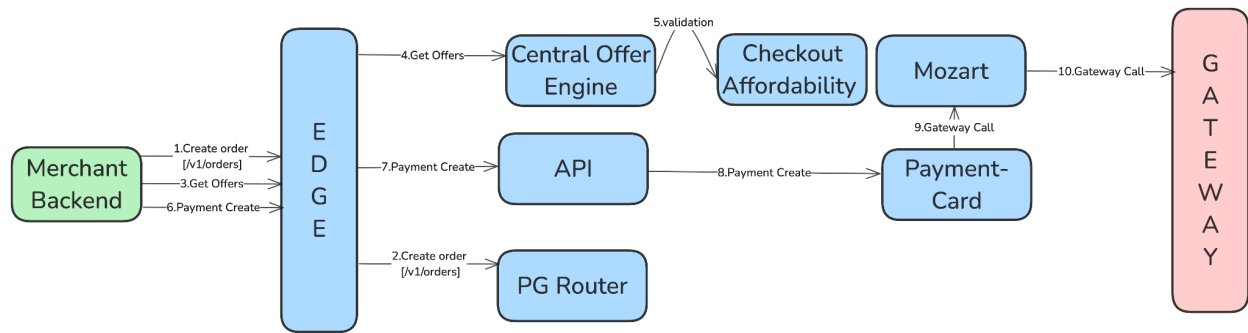 Merchant
Backend
1.Create order
[/v1/orders]
3.Get Offers
6.Payment Create
E
D
G
E
4.Get Offers
Central Offer
Engine
5.validation
Checkout
Affordability
7.Payment Create
API
8.Payment Create
Payment-
Card
9.Gateway Call
Mozart
10.Gateway Call
G
A
T
E
W
A
Y
2.Create order
[/v1/orders]
PG Router